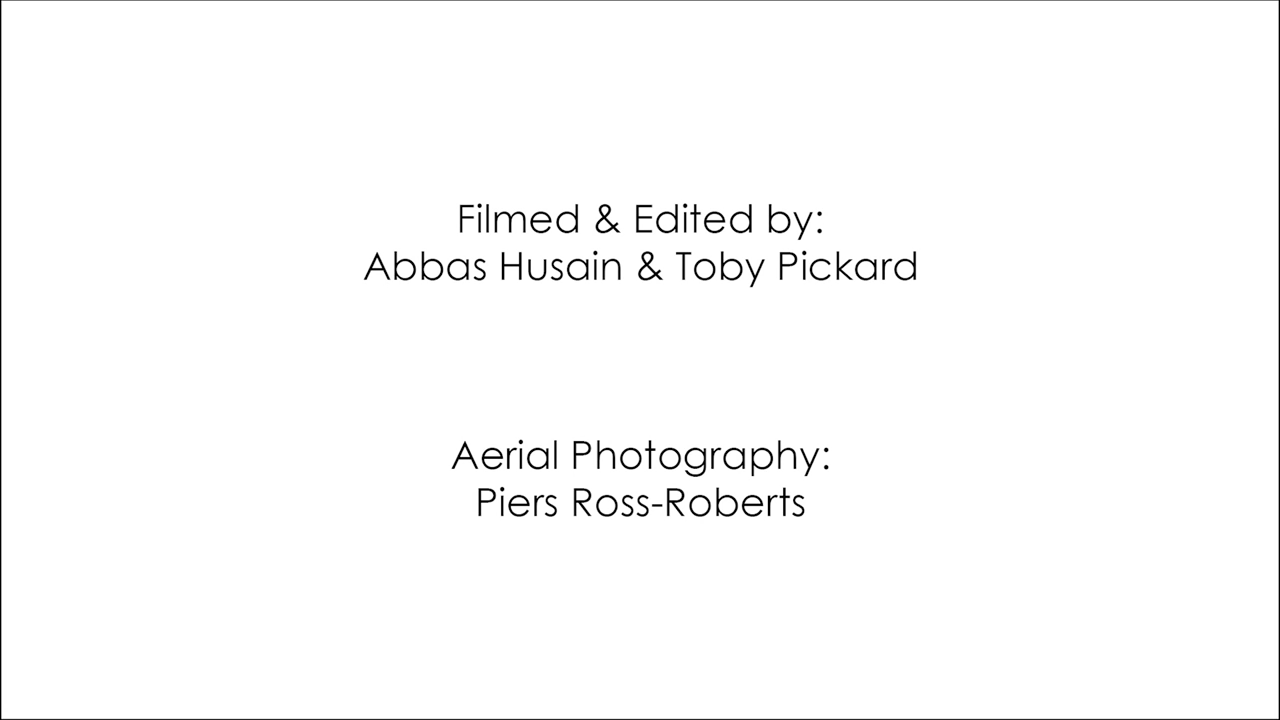 Filmed & Edited by:
Abbas Husain & Toby Pickard
Aerial Photography:
Piers Ross-Roberts